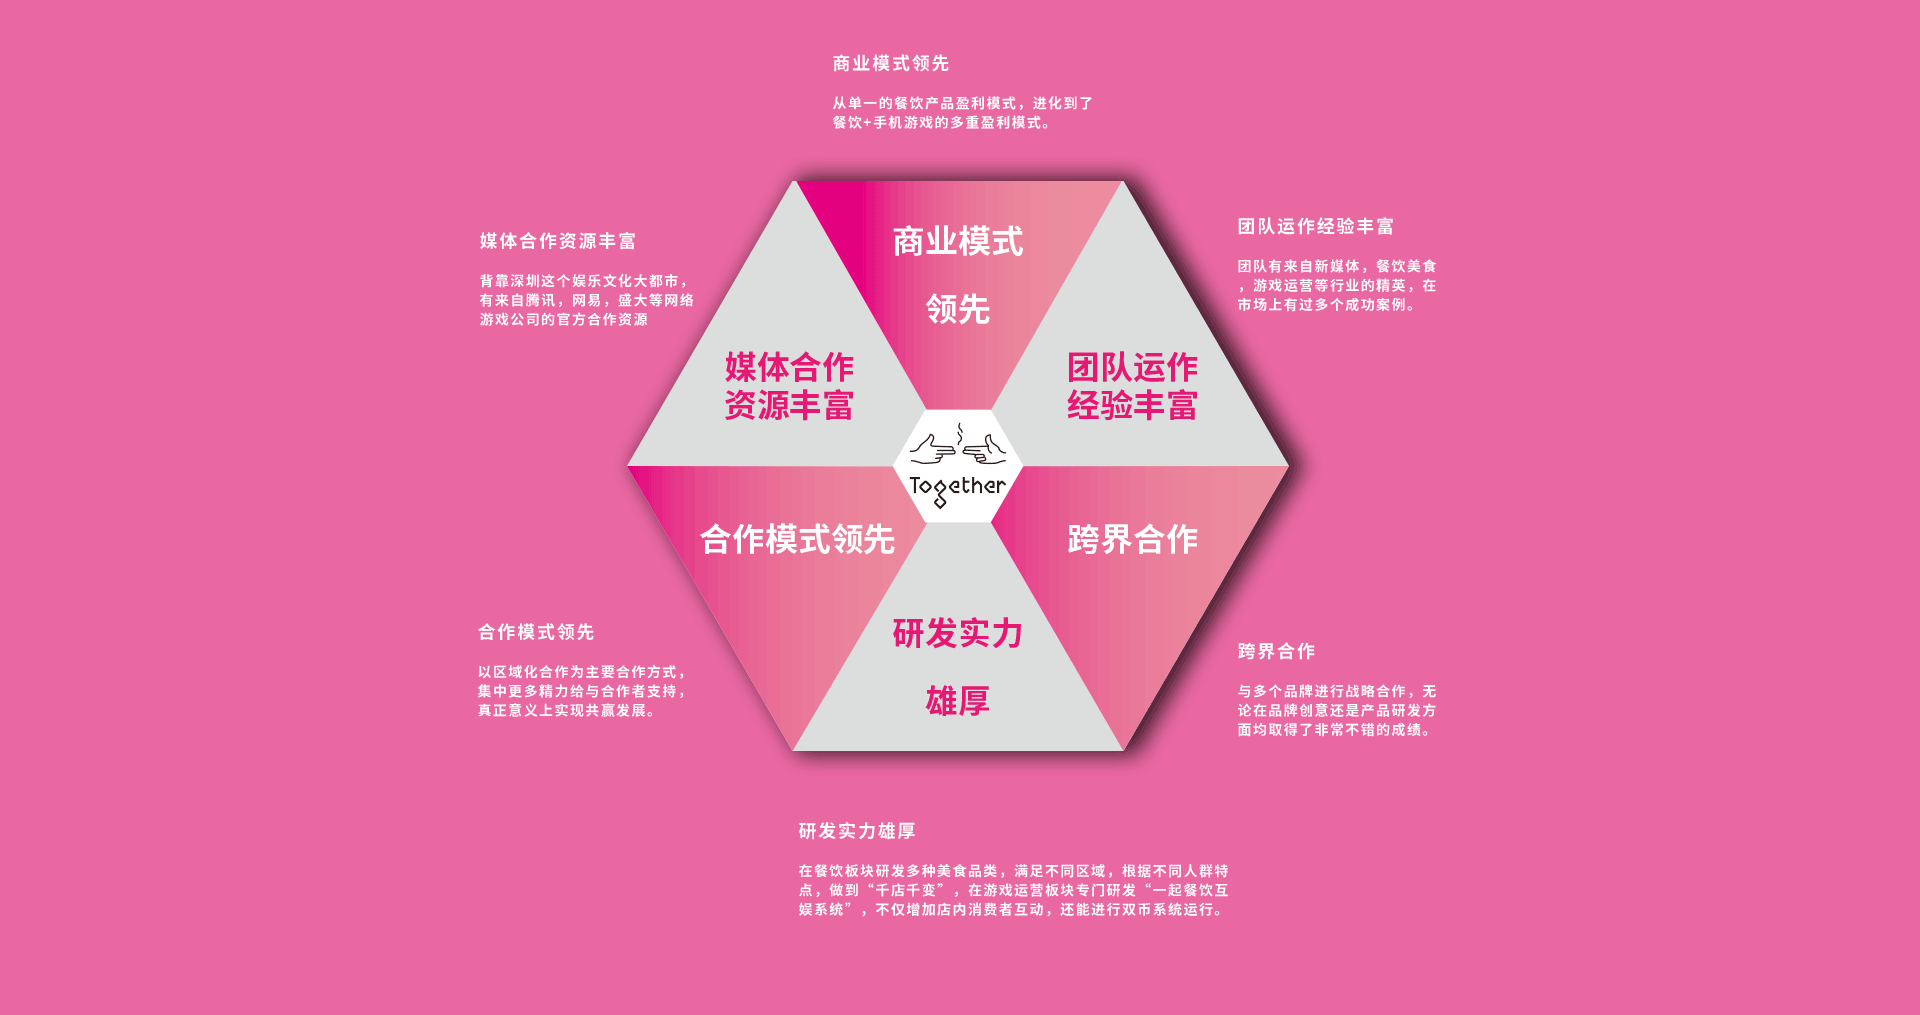 商业模式领先
从单一的餐饮产品盈利模式，进化到了
餐饮+手机游戏的多重盈利模式。
媒体合作资源丰富
背靠深圳这个娱乐文化大都市，
有来自腾讯，网易，盛大等网络
游戏公司的官方合作资源
团队运作经验丰富
团队有来自新媒体，餐饮美食
，游戏运营等行业的精英，在
市场上有过多个成功案例。
商业模式
领先
媒体合作
资源丰富
团队运作
经验丰富
Together
合作模式领先
跨界合作
研发实力
雄厚
合作模式领先
以区域化合作为主要合作方式，
集中更多精力给与合作者支持，
真正意义上实现共赢发展。
跨界合作
与多个品牌进行战略合作，无
论在品牌创意还是产品研发方
面均取得了非常不错的成绩。
研发实力雄厚
在餐饮板块研发多种美食品类，满足不同区域，根据不同人群特
点，做到“千店千变”，在游戏运营板块专门研发“一起餐饮互
娱系统”，不仅增加店内消费者互动，还能进行双币系统运行。